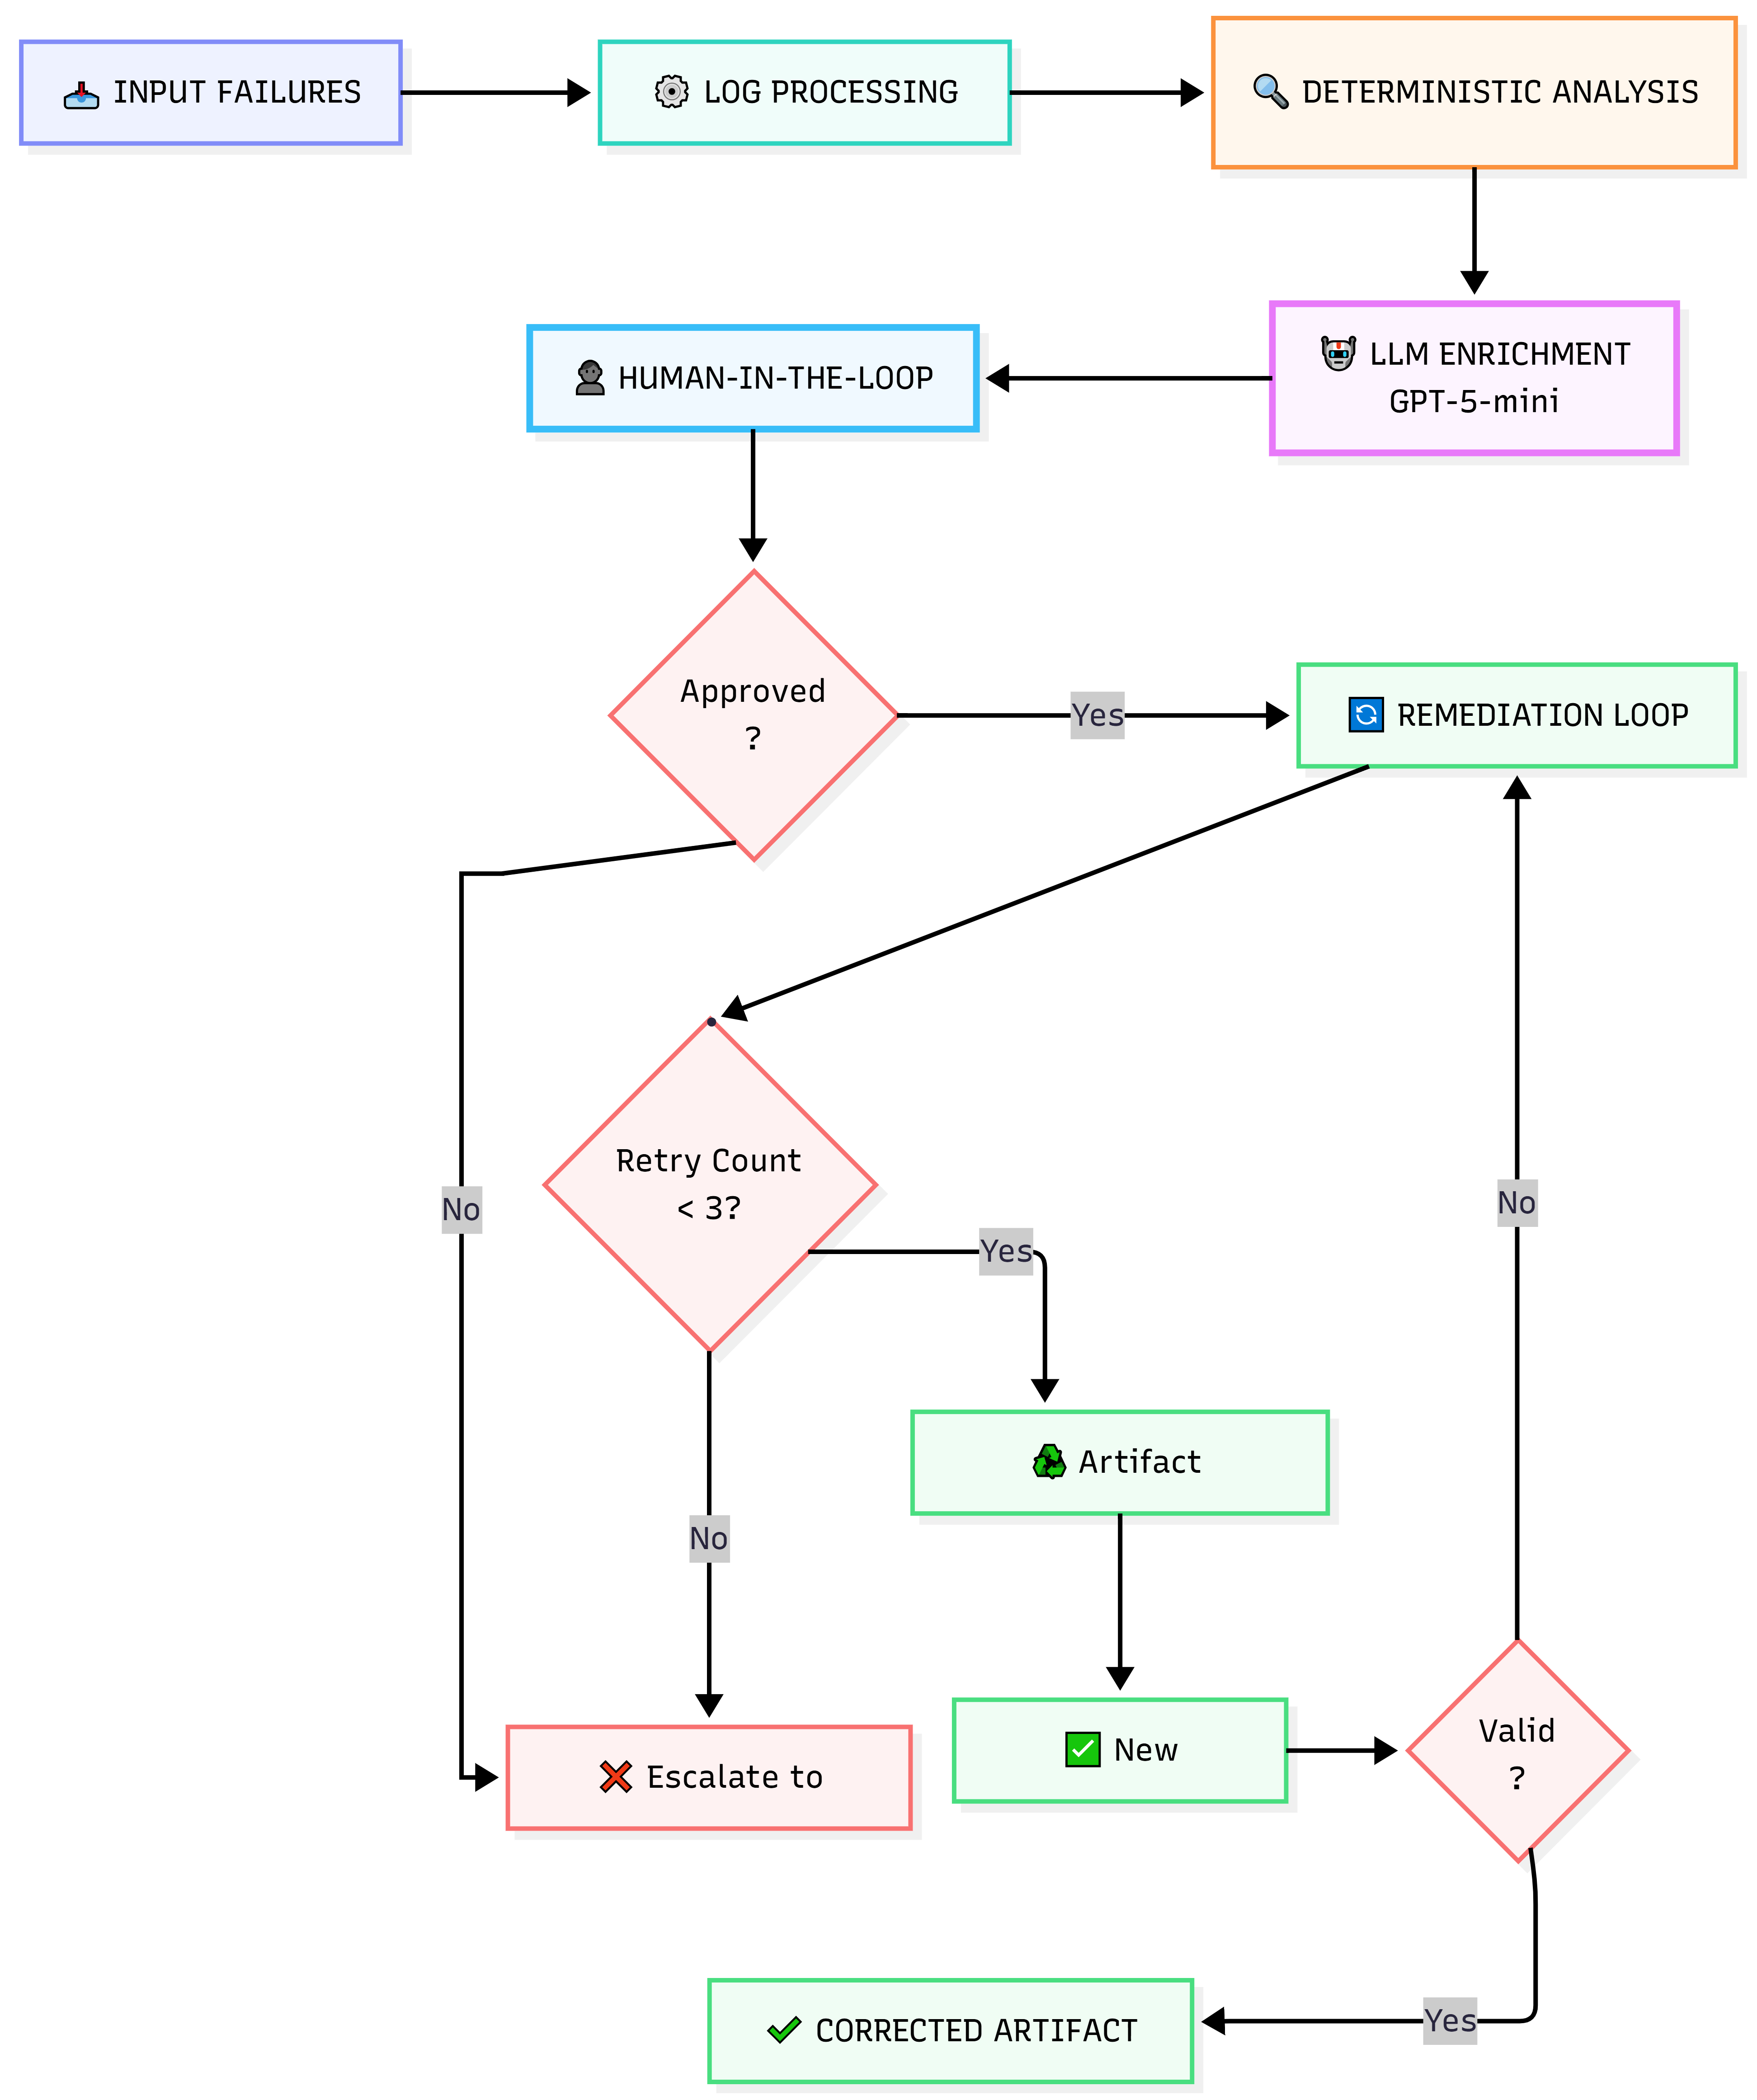 INPUT FAILURES
LOG PROCESSING
DETERMINISTIC ANALYSIS
LLM ENRICHMENT
GPT-5-mini
HUMAN-IN-THE-LOOP
Approved
?
Yes
REMEDIATION LOOP
Retry Count
< 3?
No
No
Yes
Artifact
No
New
Valid
?
Escalate to
Yes
CORRECTED ARTIFACT